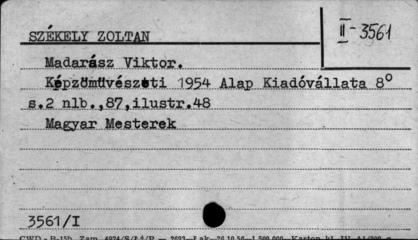 SZÉKELY ZOLTAN
II-3561
Madarász Viktor.
Képzőművészeti 1954 Alap Kiadóvállata 8°
s.2 nlb.,87,ilustr.48
Magyar Mesterek
3561/I